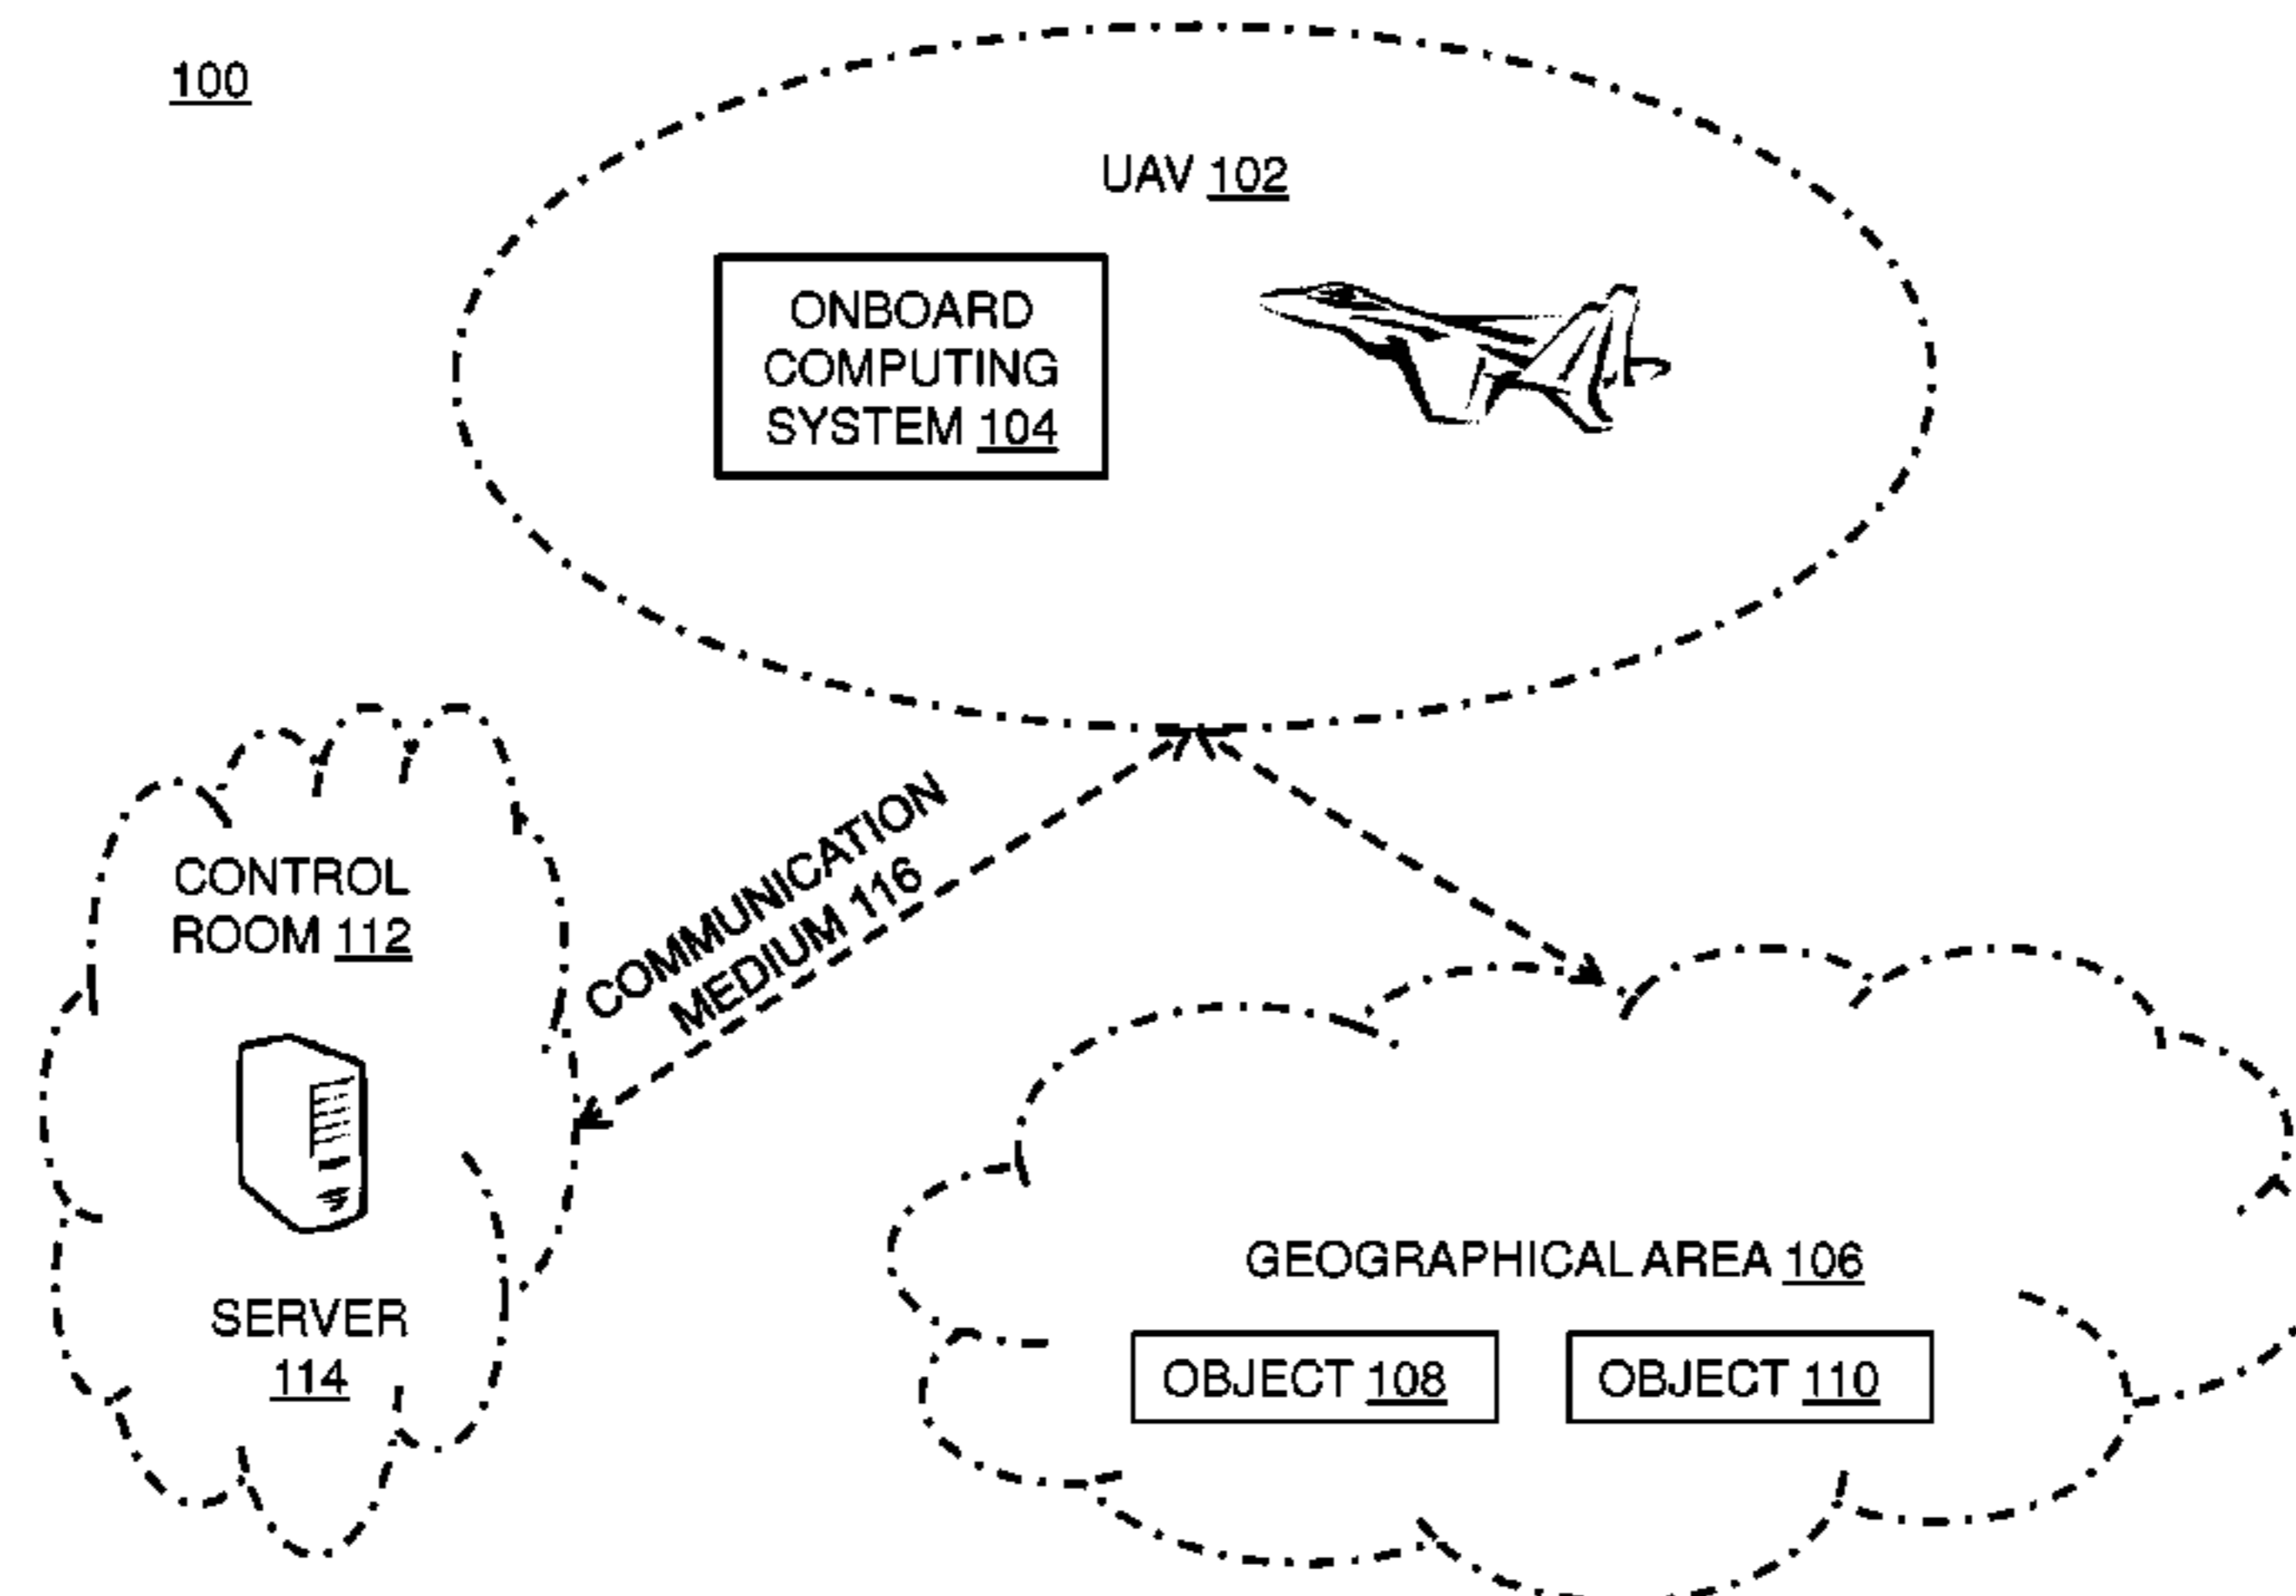 100
UAV 102
ONBOARD
COMPUTING
SYSTEM 104
COMMUNICATION
MEDIUM 116
CONTROL
ROOM 112
SERVER
114
GEOGRAPHICAL AREA 106
OBJECT 108
OBJECT 110